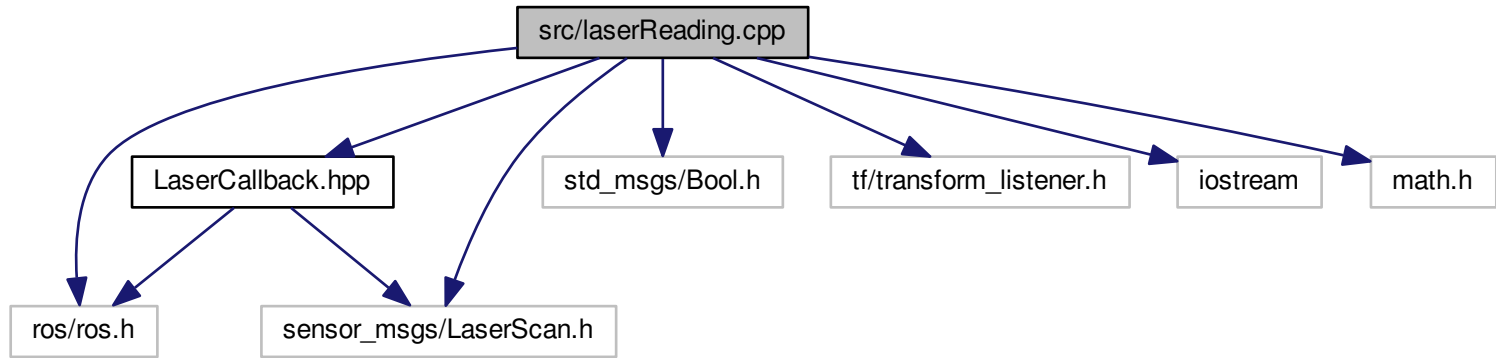 src/laserReading.cpp
LaserCallback.hpp
std_msgs/Bool.h
tf/transform_listener.h
iostream
math.h
ros/ros.h
sensor_msgs/LaserScan.h